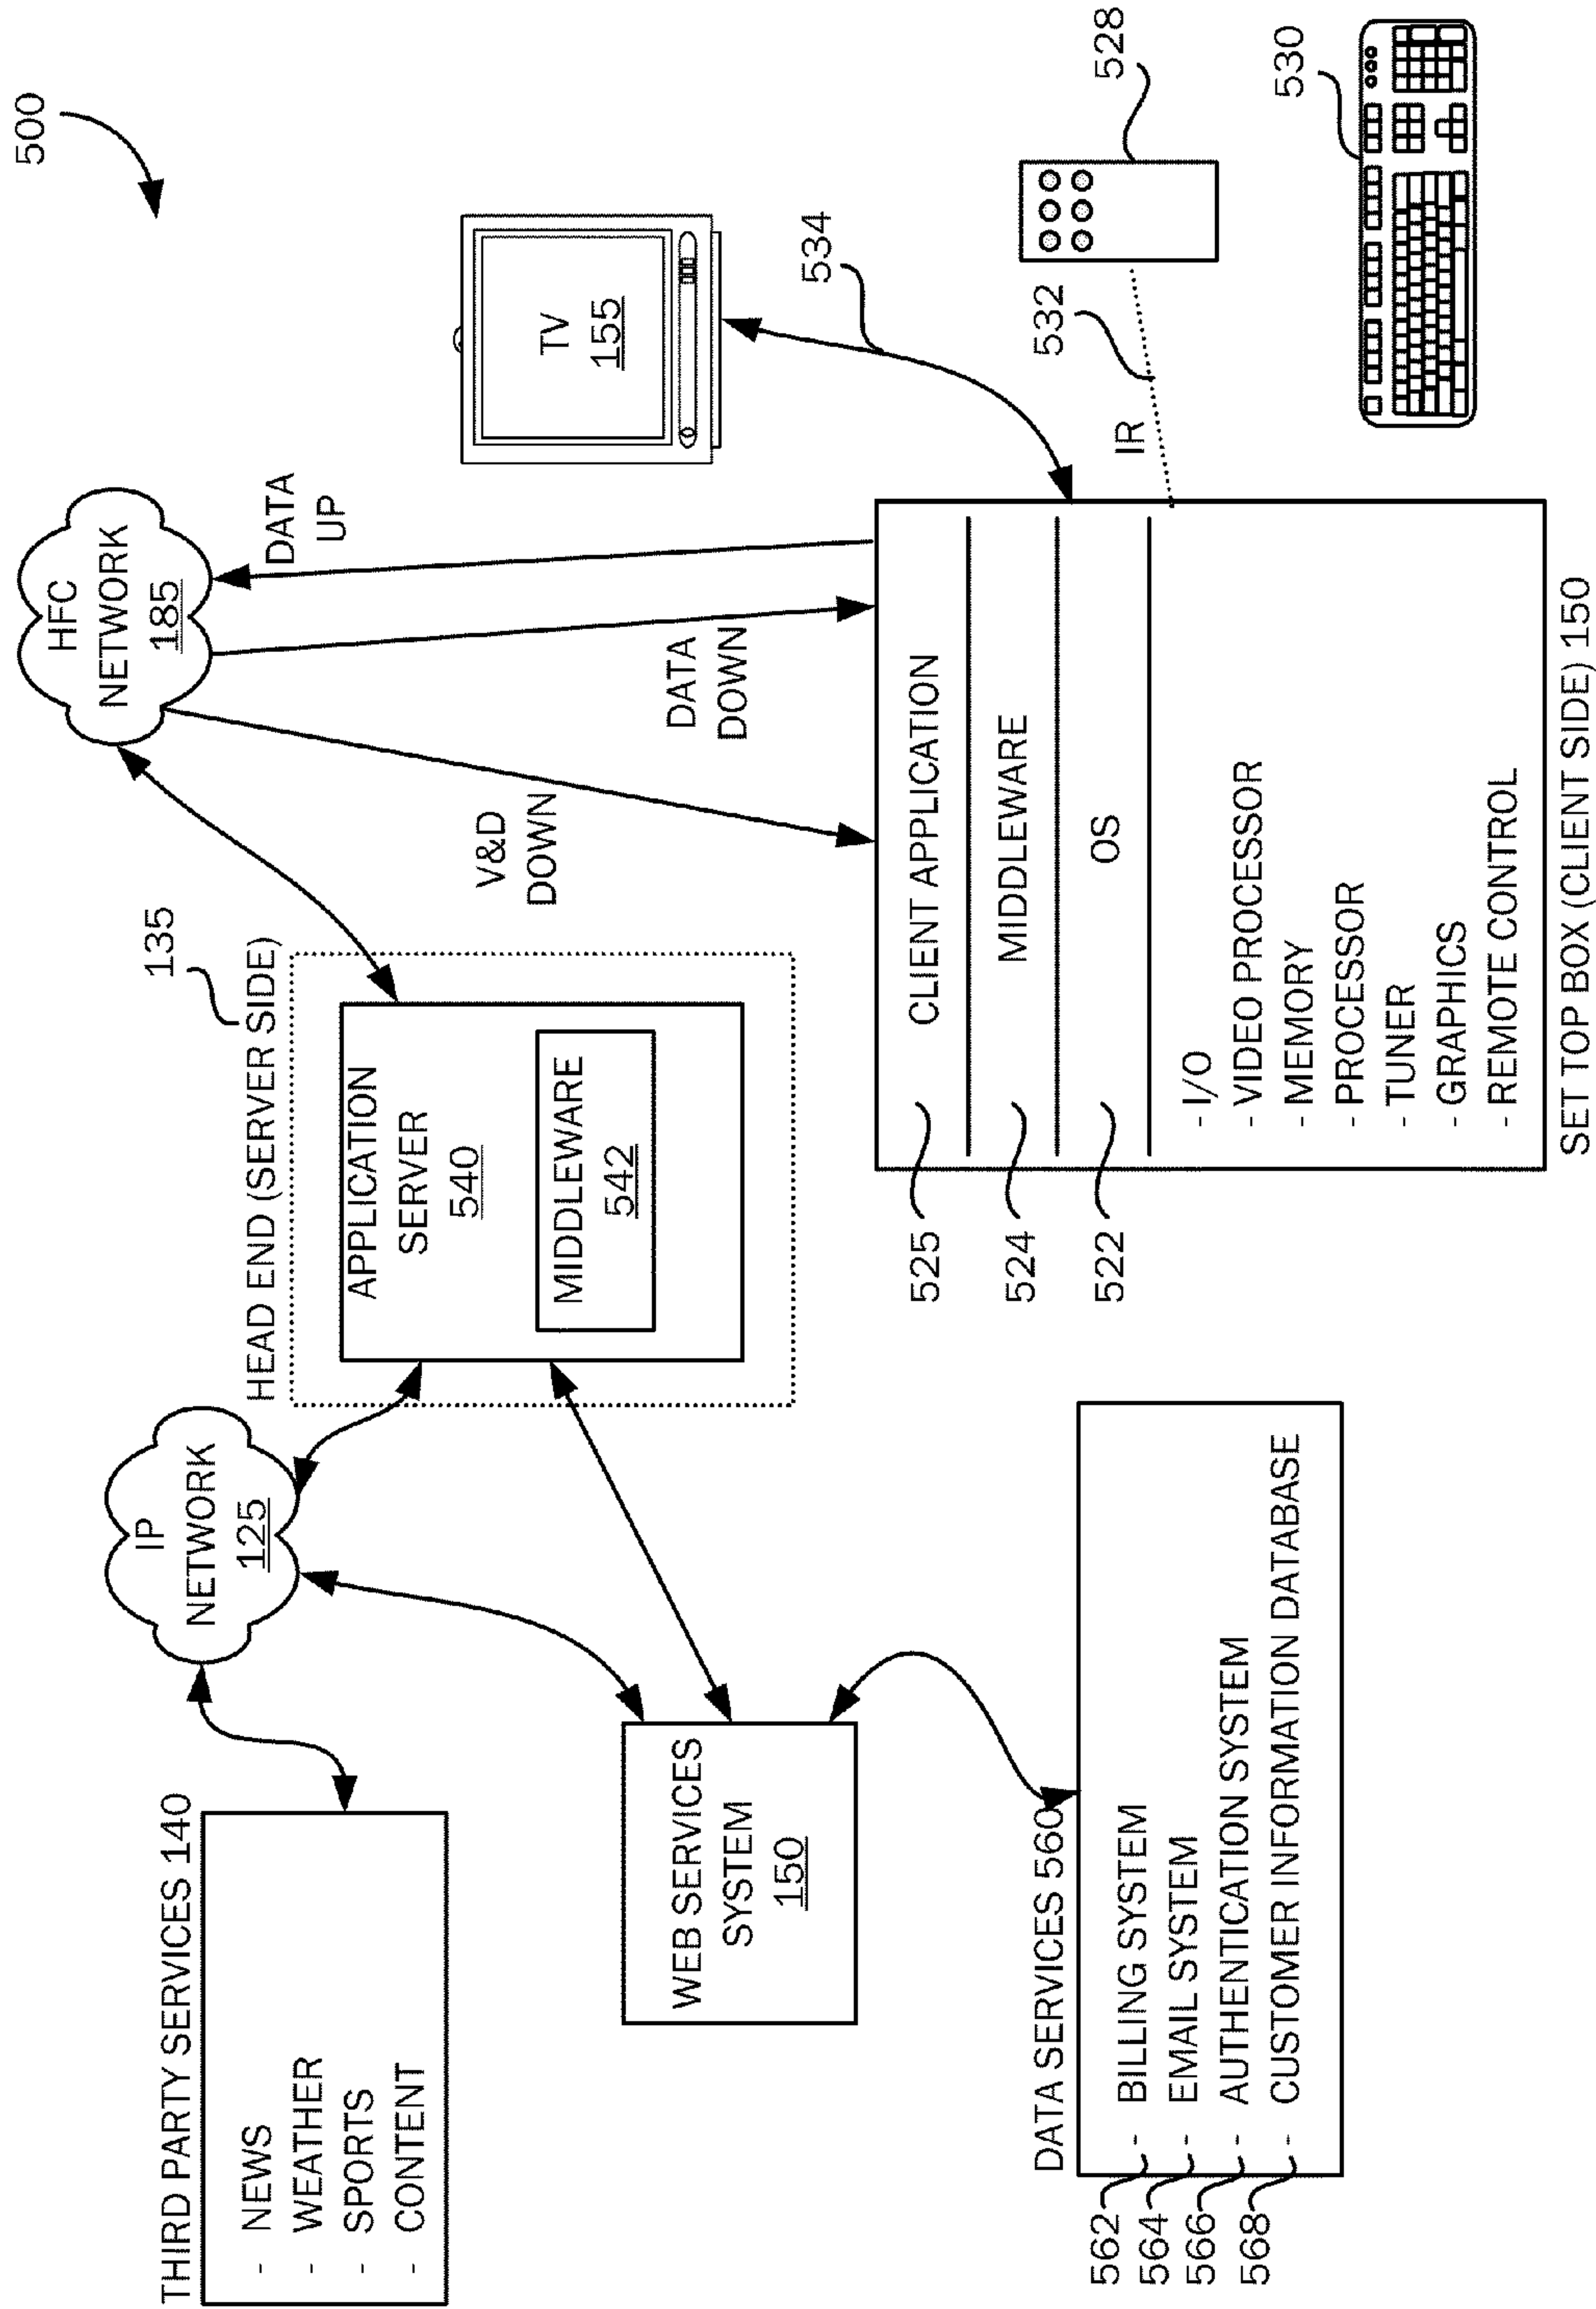 500
HFC
NETWORK
185
DATA
UP
DATA
DOWN
V&D
DOWN
TV
155
534
528
532
IR
530
135
HEAD END (SERVER SIDE)
APPLICATION
SERVER
540
MIDDLEWARE
542
IP
NETWORK
125
THIRD PARTY SERVICES 140
- NEWS
- WEATHER
- SPORTS
- CONTENT
WEB SERVICES
SYSTEM
150
DATA SERVICES 560
562 - BILLING SYSTEM
564 - EMAIL SYSTEM
566 - AUTHENTICATION SYSTEM
568 - CUSTOMER INFORMATION DATABASE
525 CLIENT APPLICATION
524 MIDDLEWARE
522 OS
- I/O
- VIDEO PROCESSOR
- MEMORY
- PROCESSOR
- TUNER
- GRAPHICS
- REMOTE CONTROL
SET TOP BOX (CLIENT SIDE) 150